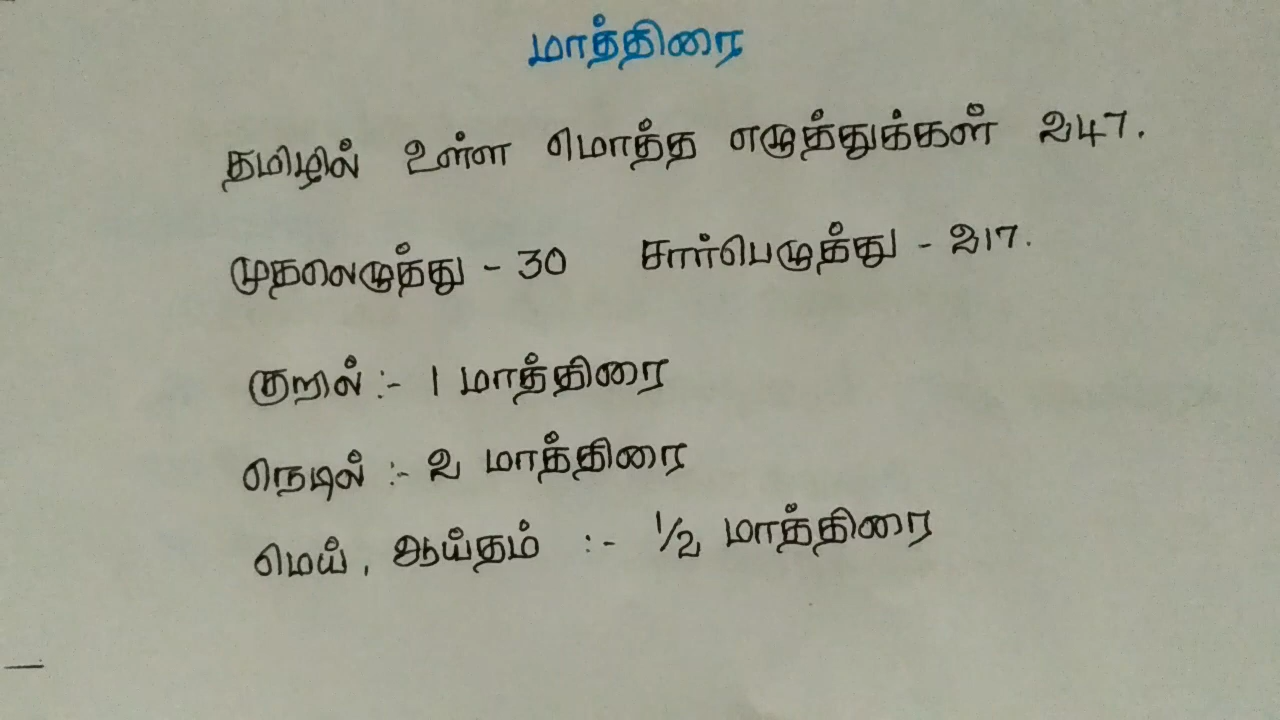 மாத்திரை
தமிழில் உள்ள மொத்த எழுத்துக்கள் 247.
முதலெழுத்து - 30 சார்பெழுத்து - 217.
குறில் :- 1 மாத்திரை
நெடில் :- 2 மாத்திரை
மெய், ஆய்தம் :- 1/2 மாத்திரை